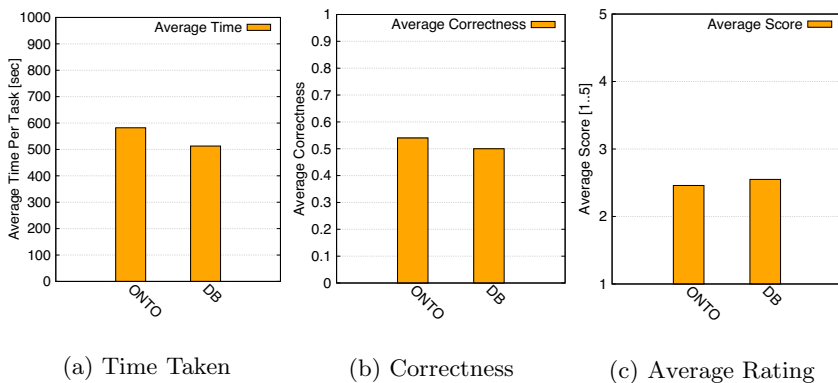 Average Time Per Task [sec]
1000
900
800
700
600
500
400
300
200
100
0
Average Time
ONTO
DB
(a) Time Taken
Average Correctness
1
0.9
0.8
0.7
0.6
0.5
0.4
0.3
0.2
0.1
0
Average Correctness
ONTO
DB
(b) Correctness
Average Score [1..5]
5
4
3
2
1
Average Score
ONTO
DB
(c) Average Rating